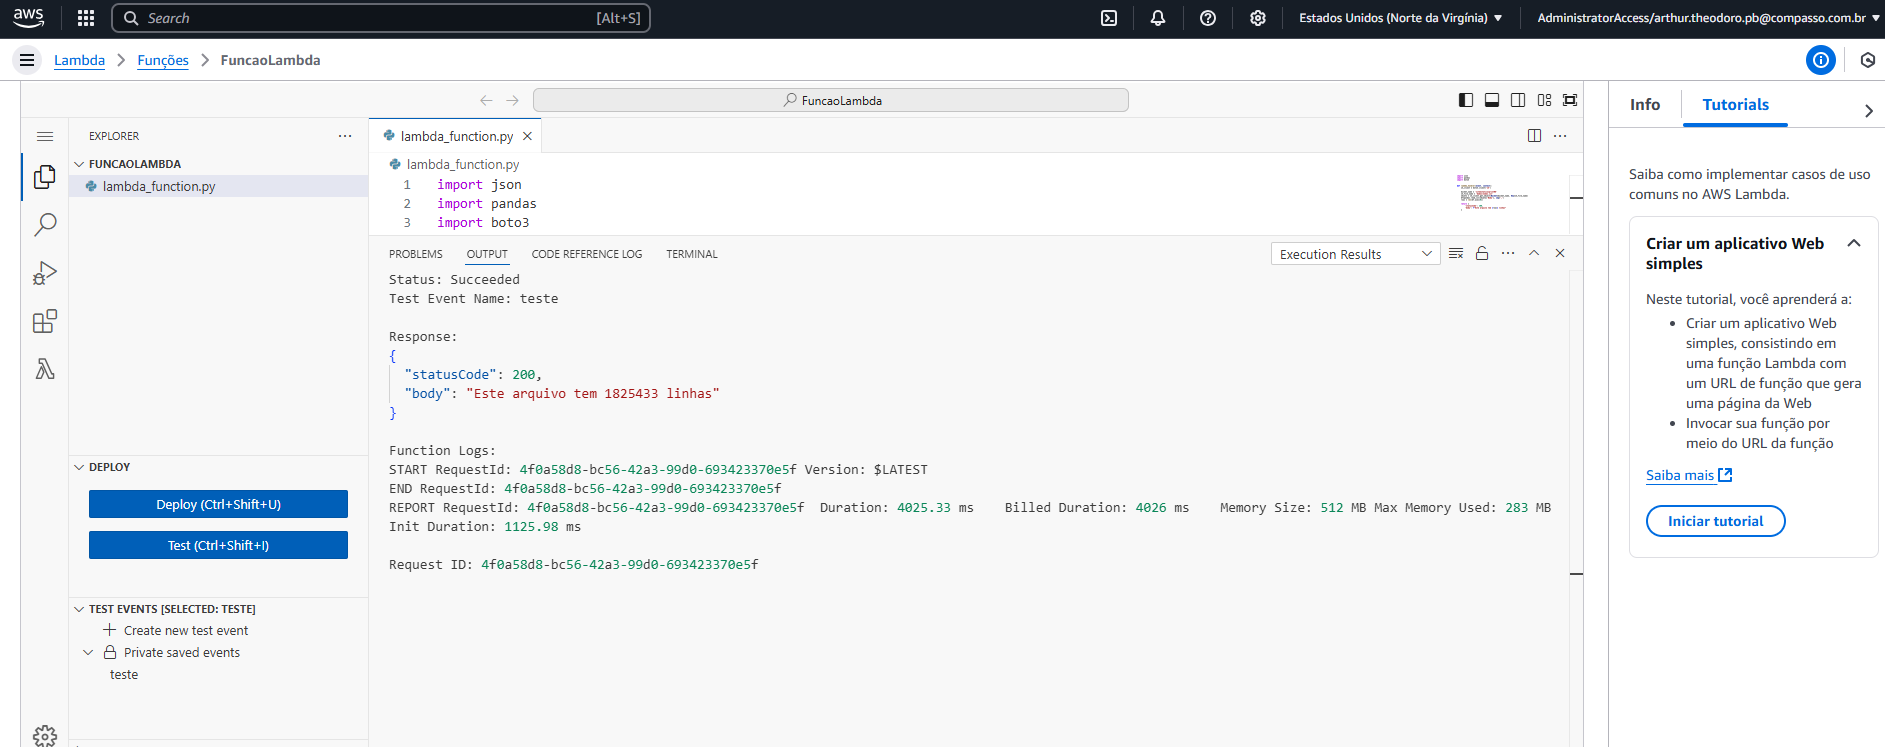 aws
Search
[Alt+S]
Estados Unidos (Norte da Virgínia)
AdministratorAccess/arthur.theodoro.pb@compasso.com.br
Lambda
Funções
FuncaoLambda
FuncaoLambda
EXPLORER
FUNCAOLAMBDA
lambda_function.py
DEPLOY
Deploy (Ctrl+Shift+U)
Test (Ctrl+Shift+I)
TEST EVENTS [SELECTED: TESTE]
Create new test event
Private saved events
teste
lambda_function.py
lambda_function.py
1 import json
2 import pandas
3 import boto3
PROBLEMS OUTPUT CODE REFERENCE LOG TERMINAL
Execution Results
Status: Succeeded
Test Event Name: teste
Response:
{
"statusCode": 200,
"body": "Este arquivo tem 1825433 linhas"
}
Function Logs:
START RequestId: 4f0a58d8-bc56-42a3-99d0-693423370e5f Version: $LATEST
END RequestId: 4f0a58d8-bc56-42a3-99d0-693423370e5f
REPORT RequestId: 4f0a58d8-bc56-42a3-99d0-693423370e5f Duration: 4025.33 ms Billed Duration: 4026 ms Memory Size: 512 MB Max Memory Used: 283 MB
Init Duration: 1125.98 ms
Request ID: 4f0a58d8-bc56-42a3-99d0-693423370e5f
Info
Tutorials
Saiba como implementar casos de uso
comuns no AWS Lambda.
Criar um aplicativo Web
simples
Neste tutorial, você aprenderá a:
• Criar um aplicativo Web
simples, consistindo em
uma função Lambda com
um URL de função que gera
uma página da Web
• Invocar sua função por
meio do URL da função
Saiba mais
Iniciar tutorial